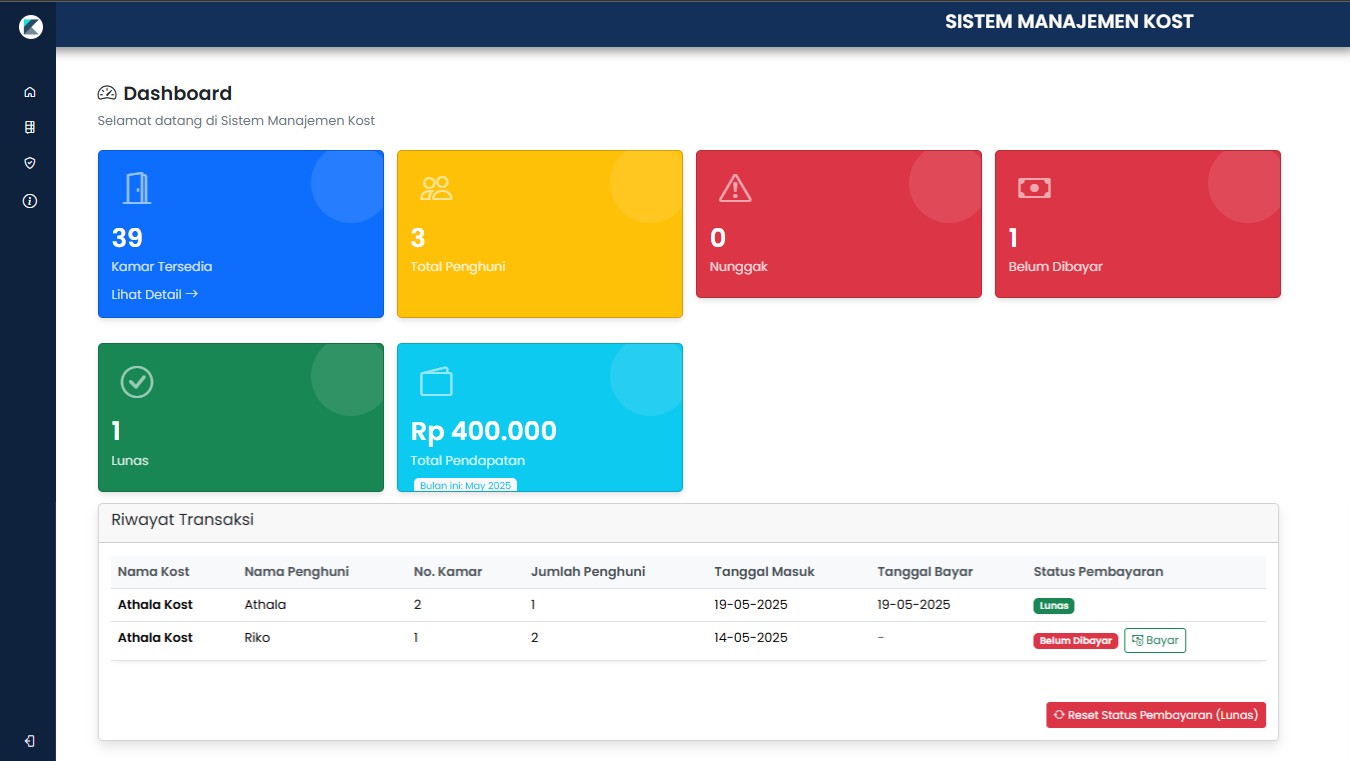 SISTEM MANAJEMEN KOST
Dashboard
Selamat datang di Sistem Manajemen Kost
39
Kamar Tersedia
Lihat Detail →
3
Total Penghuni
0
Nunggak
1
Belum Dibayar
1
Lunas
Rp 400.000
Total Pendapatan
Bulan ini: May 2025
Riwayat Transaksi
Nama Kost Nama Penghuni No. Kamar Jumlah Penghuni Tanggal Masuk Tanggal Bayar Status Pembayaran
Athala Kost Athala 2 1 19-05-2025 19-05-2025 Lunas
Athala Kost Riko 1 2 14-05-2025 - Belum Dibayar Bayar
Reset Status Pembayaran (Lunas)